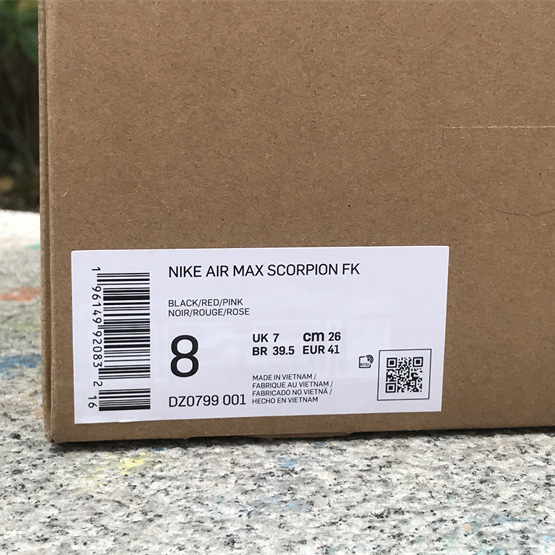 NIKE AIR MAX SCORPION FK
BLACK/RED/PINK
NOIR/ROUGE/ROSE
8
UK 7 cm 26
BR 39.5 EUR 41
MADE IN VIETNAM /
FABRIQUE AU VIETNAM /
FABRICADO NO VIETNÃ /
HECHO EN VIETNAM
DZ0799 001
1 96149 92083 2 16